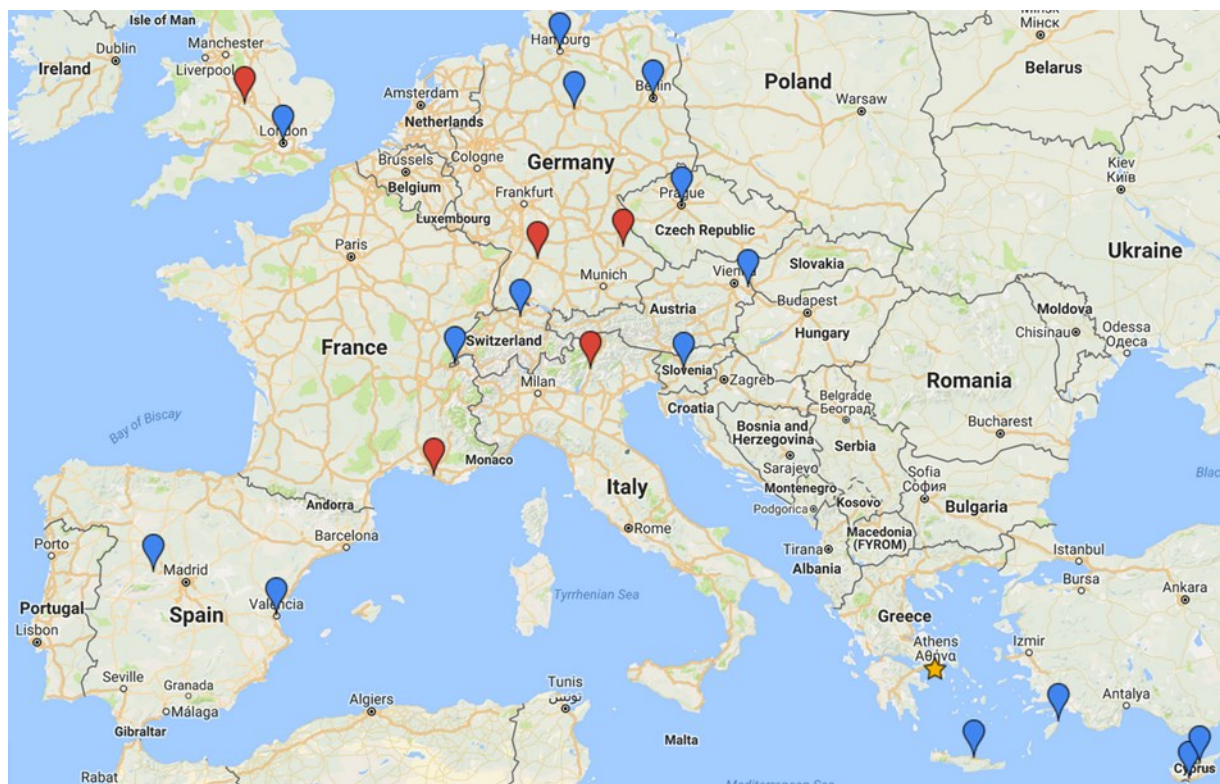 Isle of Man
Dublin
Ireland
Manchester
Liverpool
London
Hamburg
Berlin
Amsterdam
Netherlands
Poland
Warsaw
Минск
Belarus
Brussels
Belgium
Cologne
Germany
Frankfurt
Luxembourg
Prague
Czech Republic
Kiev
Київ
Ukraine
Paris
Munich
Vienna
Slovakia
Austria
Budapest
Hungary
Moldova
Chisinau
Odessa
Одеса
France
Switzerland
Milan
Slovenia
Zagreb
Croatia
Romania
Bay of Biscay
Monaco
Bosnia and
Herzegovina
Sarajevo
Belgrade
Београд
Serbia
Bucharest
Montenegro
Podgorica
Kosovo
Sofia
София
Bulgaria
Andorra
Italy
Rome
Macedonia
(FYROM)
Tirana
Albania
Porto
Barcelona
Madrid
Portugal
Spain
Valencia
Lisbon
Tyrrhenian Sea
Istanbul
Bursa
Ankara
Greece
Athens
Αθήνα
Izmir
Seville
Granada
Málaga
Gibraltar
Algiers
Tunis
تونس
Antalya
Malta
Cyprus
Rabat
Mediterranean Sea